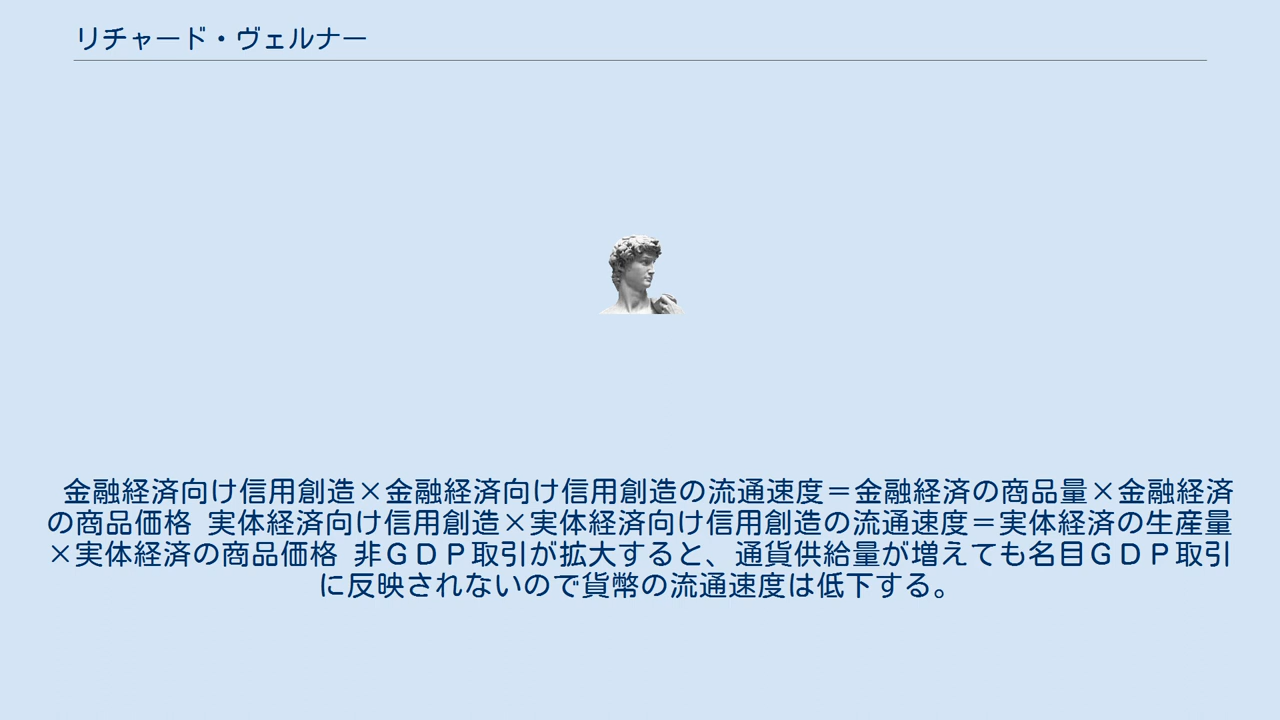 リチャード・ヴェルナー
金融経済向け信用創造×金融経済向け信用創造の流通速度＝金融経済の商品量×金融経済
の商品価格 実体経済向け信用創造×実体経済向け信用創造の流通速度＝実体経済の生産量
×実体経済の商品価格 非ＧＤＰ取引が拡大すると、通貨供給量が増えても名目ＧＤＰ取引
に反映されないので貨幣の流通速度は低下する。